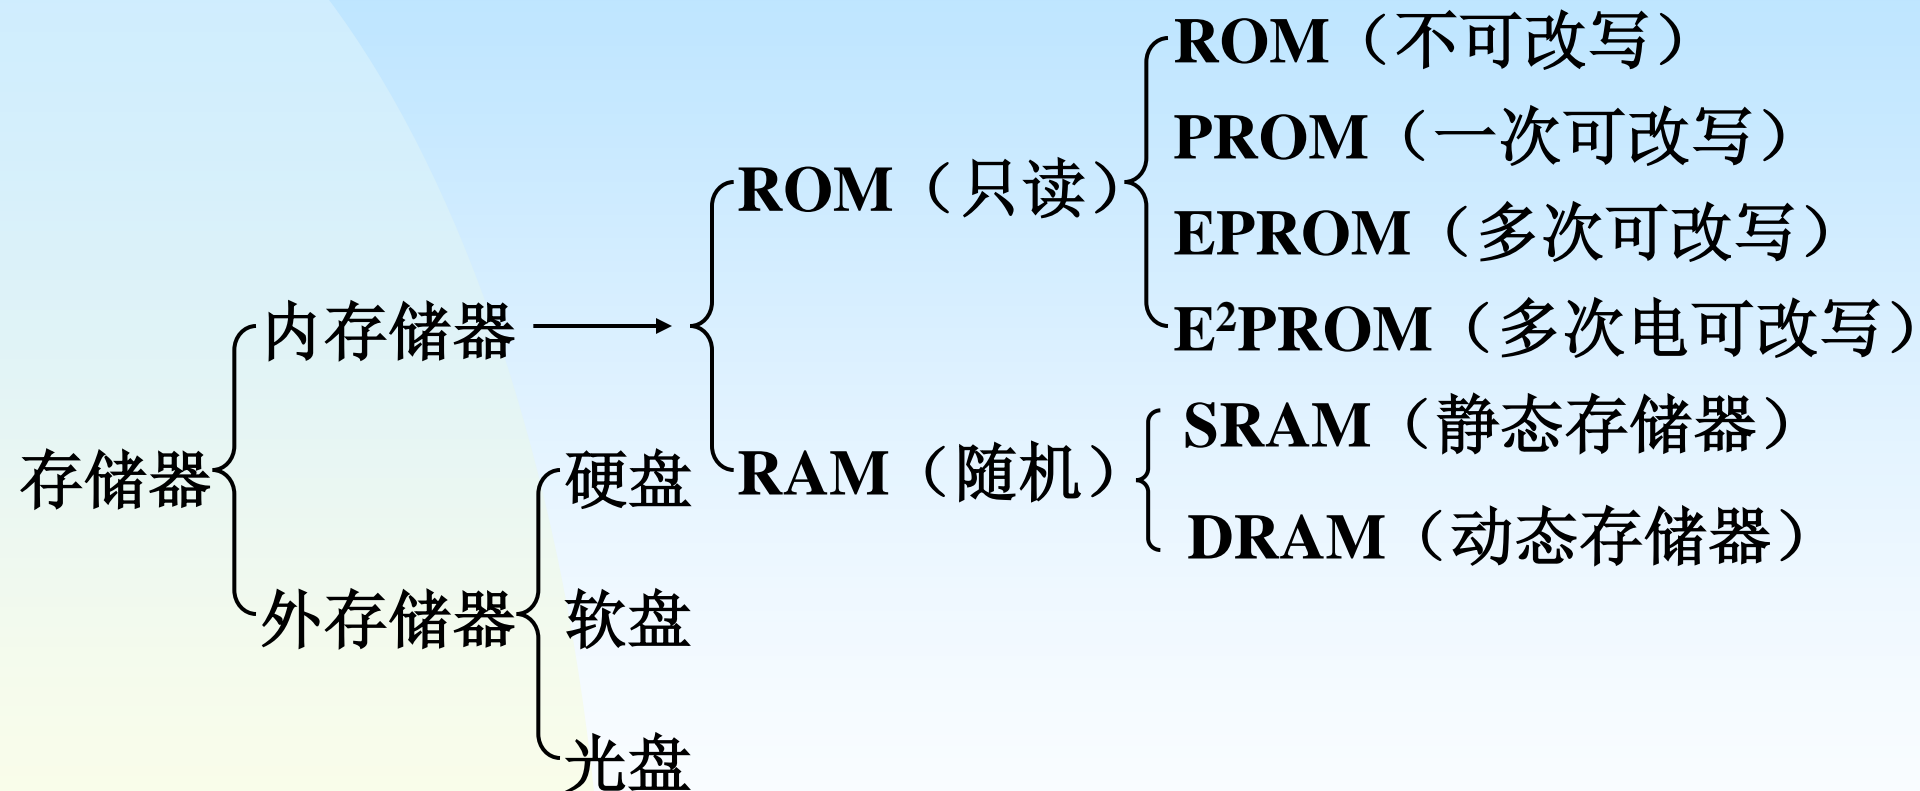 ROM（不可改写）
PROM（一次可改写）
ROM（只读）
EPROM（多次可改写）
内存储器
E²PROM（多次电可改写）
SRAM（静态存储器）
存储器
硬盘
RAM（随机）
DRAM（动态存储器）
外存储器
软盘
光盘